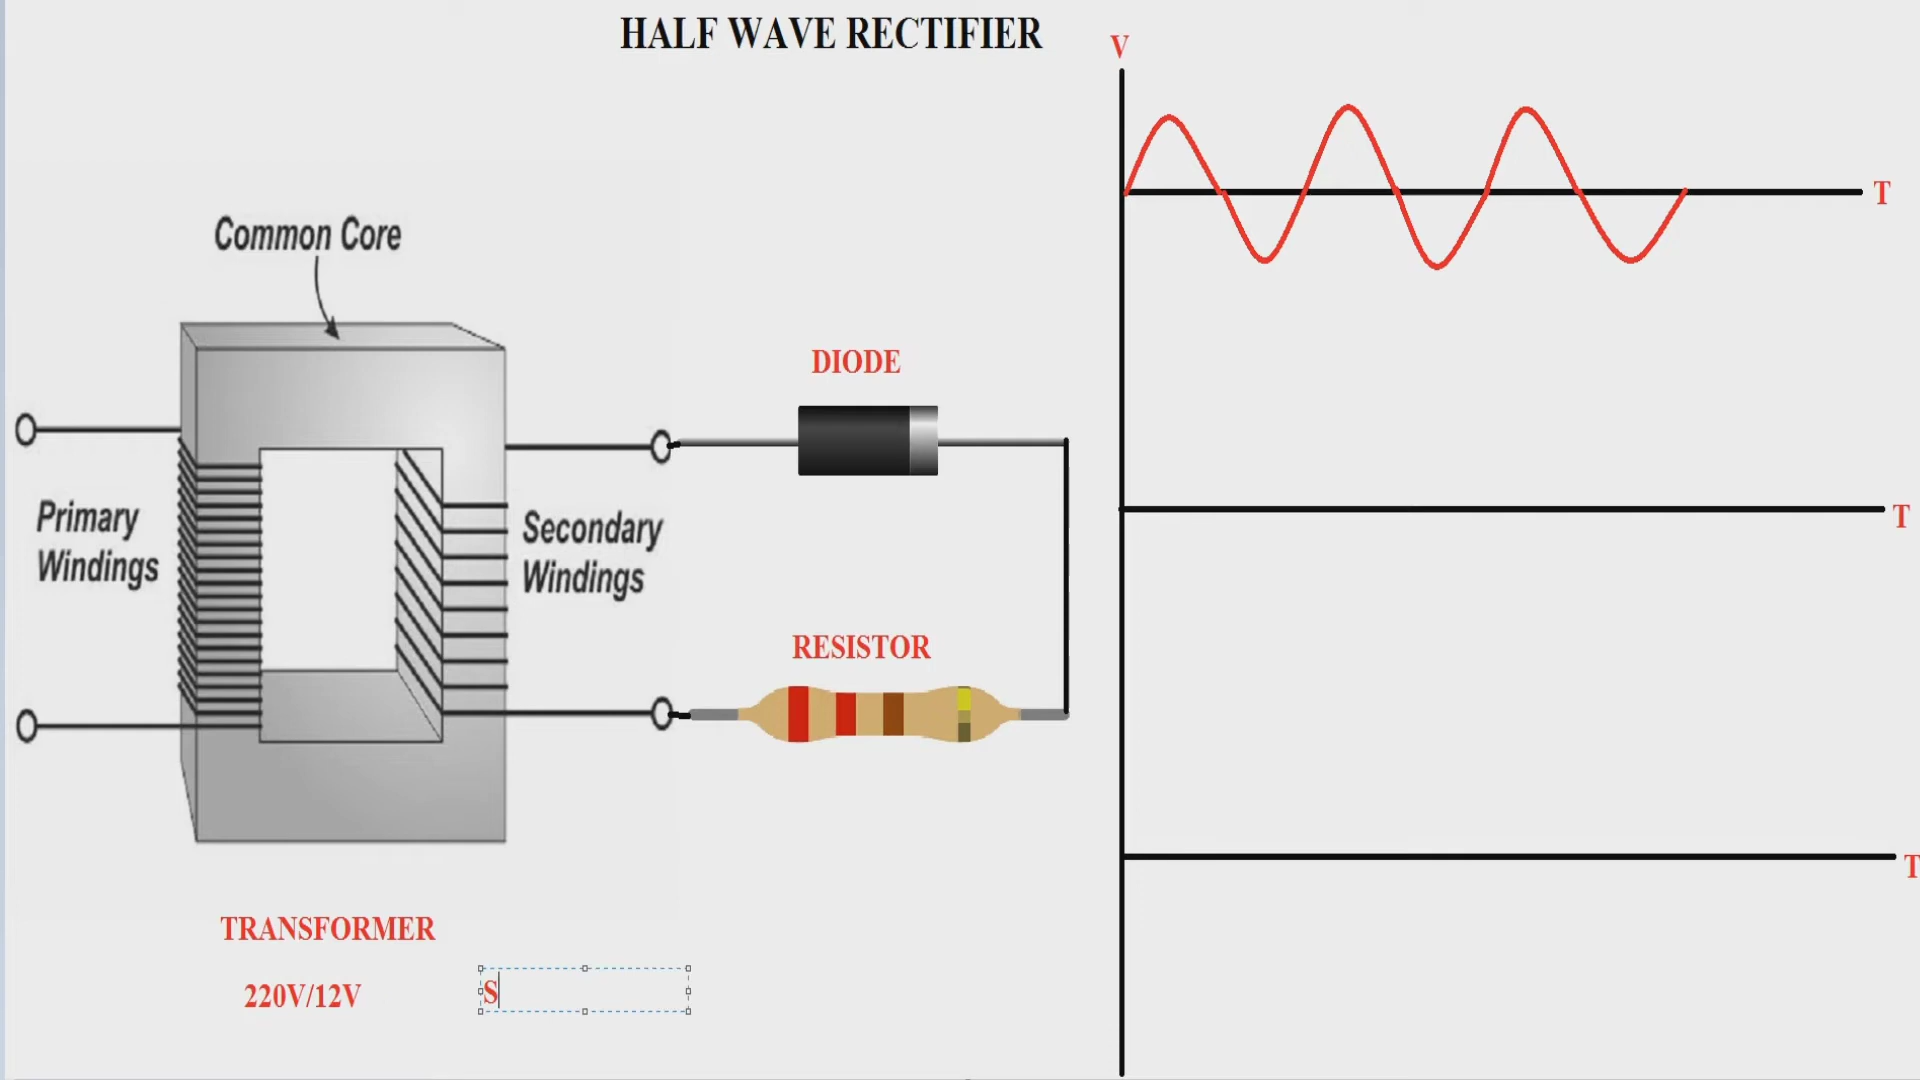 HALF WAVE RECTIFIER
V
T
Common Core
DIODE
Primary
Windings
Secondary
Windings
T
RESISTOR
T
TRANSFORMER
220V/12V
S